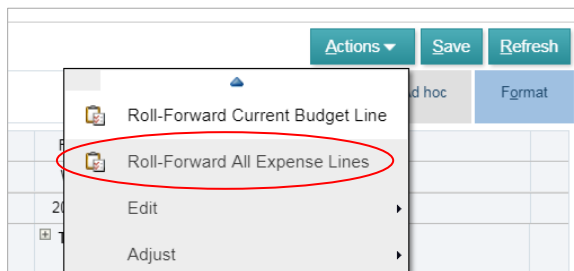 Actions Save Refresh
d hoc Format
Roll-Forward Current Budget Line
Roll-Forward All Expense Lines
Edit
20
Adjust